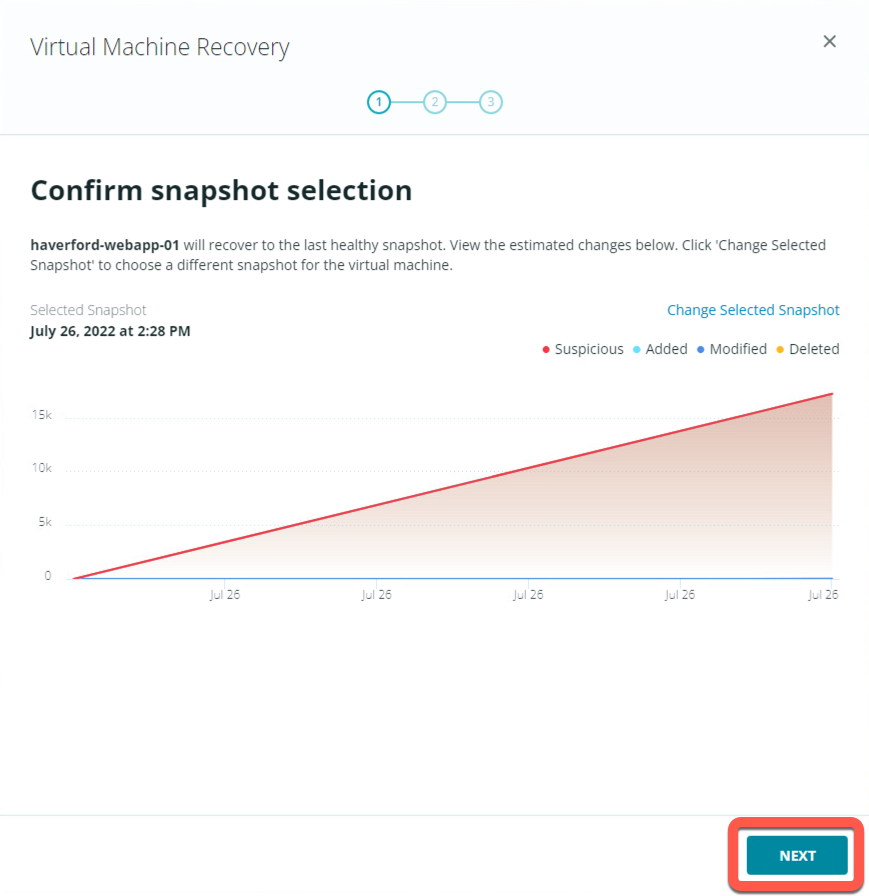 Virtual Machine Recovery
1 2 3
Confirm snapshot selection
haverford-webapp-01 will recover to the last healthy snapshot. View the estimated changes below. Click 'Change Selected
Snapshot' to choose a different snapshot for the virtual machine.
Selected Snapshot
Change Selected Snapshot
July 26, 2022 at 2:28 PM
Suspicious Added Modified Deleted
15k
10k
5k
0
Jul 26 Jul 26 Jul 26 Jul 26 Jul 26
NEXT